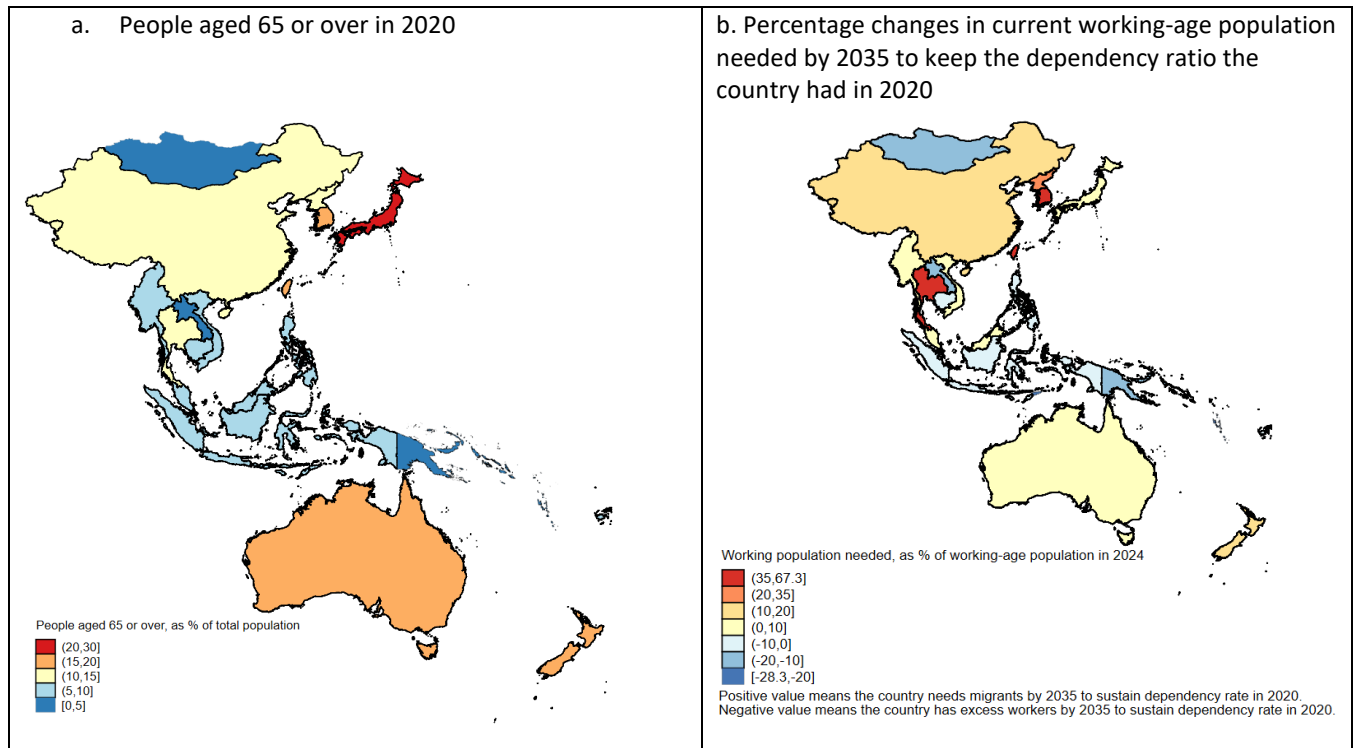 a. People aged 65 or over in 2020
People aged 65 or over, as % of total population
(20,30]
(15,20]
(10,15]
(5,10]
[0,5]
b. Percentage changes in current working-age population
needed by 2035 to keep the dependency ratio the
country had in 2020
Working population needed, as % of working-age population in 2024
(35,67.3]
(20,35]
(10,20]
(0,10]
(-10,0]
(-20,-10]
[-28.3,-20]
Positive value means the country needs migrants by 2035 to sustain dependency rate in 2020.
Negative value means the country has excess workers by 2035 to sustain dependency rate in 2020.